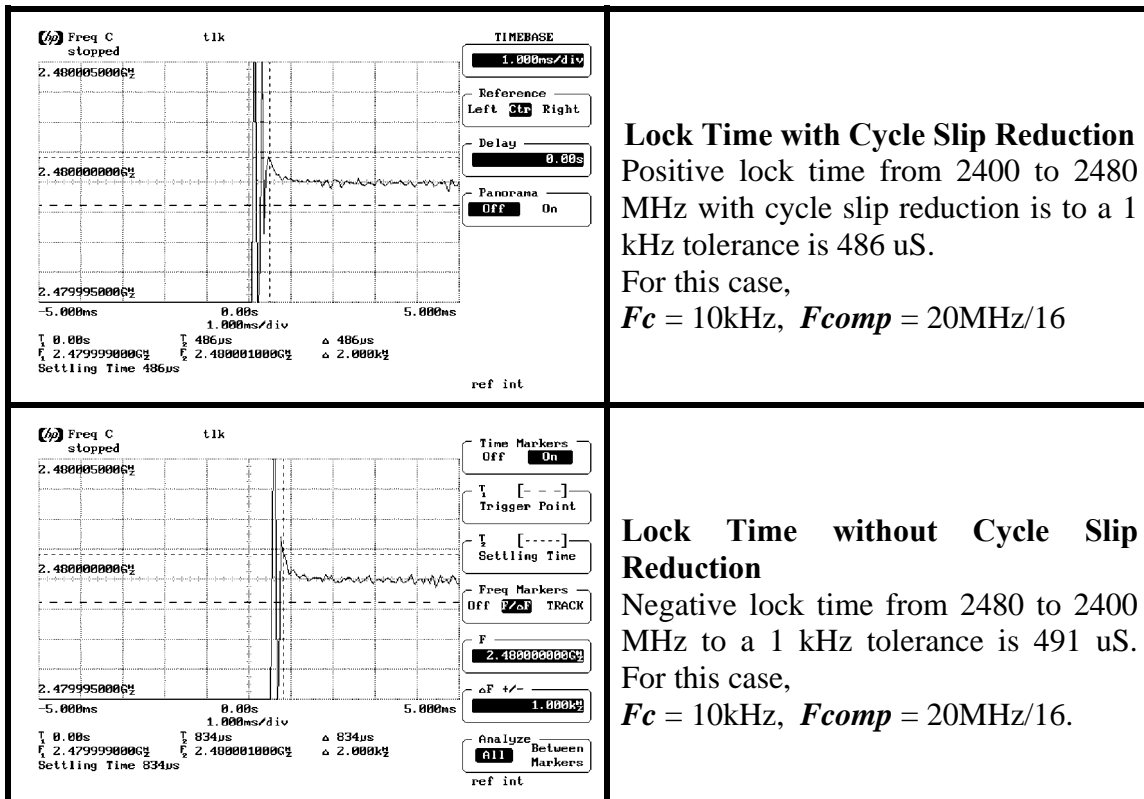 hp Freq C tlk
stopped
2.480005000GHz
2.480000000GHz
2.479995000GHz
-5.000ms 0.00s 5.000ms
1.000ms/div
T1 0.00s T2 486µs Δ 486µs
F1 2.479999000GHz F2 2.480001000GHz Δ 2.000kHz
Settling Time 486µs
TIMEBASE
1.000ms/div
Reference
Left Ctr Right
Delay
0.00s
Panorama
Off On
ref int
Lock Time with Cycle Slip Reduction
Positive lock time from 2400 to 2480
MHz with cycle slip reduction is to a 1
kHz tolerance is 486 uS.
For this case,
Fc = 10kHz, Fcomp = 20MHz/16
hp Freq C tlk
stopped
2.480005000GHz
2.480000000GHz
2.479995000GHz
-5.000ms 0.00s 5.000ms
1.000ms/div
T1 0.00s T2 834µs Δ 834µs
F1 2.479999000GHz F2 2.480001000GHz Δ 2.000kHz
Settling Time 834µs
Time Markers
Off On
T1 [- - -]
Trigger Point
T2 [-----]
Settling Time
Freq Markers
Off F/ΔF TRACK
F
2.480000000GHz
ΔF +/-
1.000kHz
Analyze
All Between
Markers
ref int
Lock Time without Cycle Slip
Reduction
Negative lock time from 2480 to 2400
MHz to a 1 kHz tolerance is 491 uS.
For this case,
Fc = 10kHz, Fcomp = 20MHz/16.